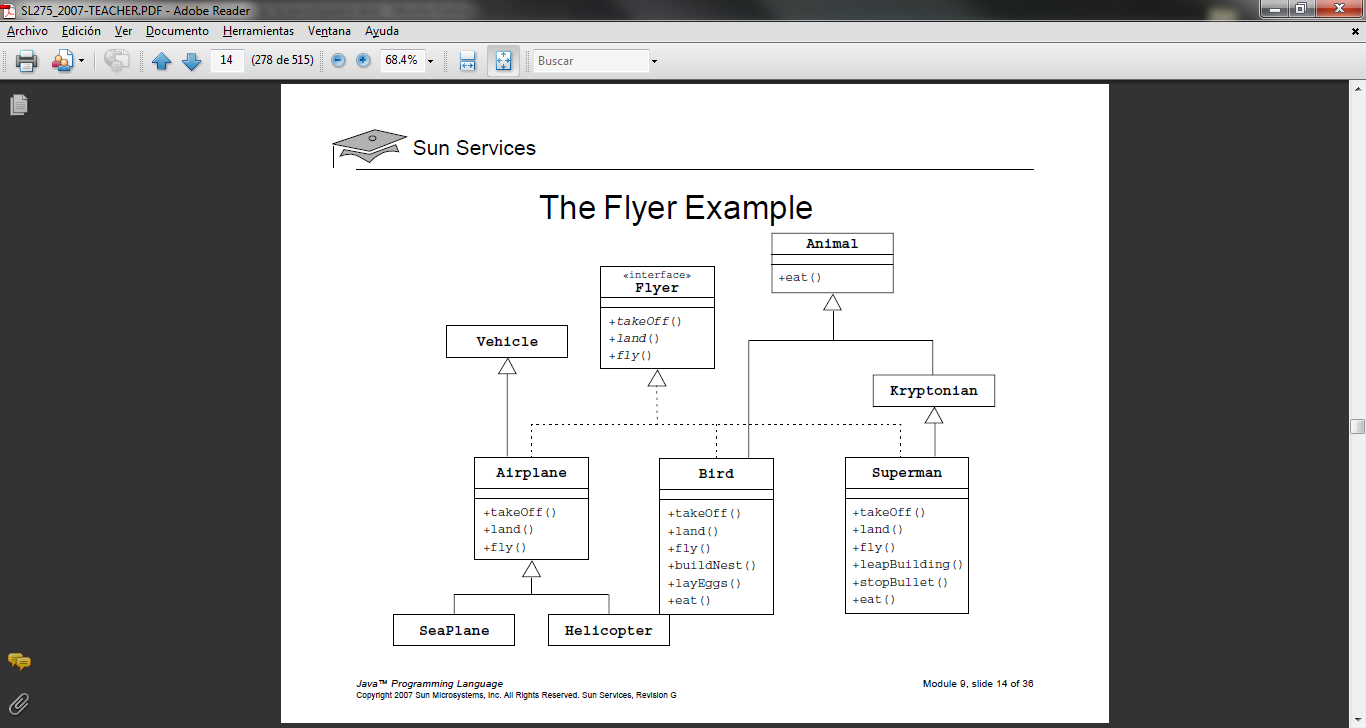 SL275_2007-TEACHER.PDF - Adobe Reader
Archivo Edición Ver Documento Herramientas Ventana Ayuda
14 (278 de 515) 68.4% Buscar
Sun Services
The Flyer Example
Animal
+eat()
«interface»
Flyer
+takeOff()
+land()
+fly()
Vehicle
Kryptonian
Airplane
+takeOff()
+land()
+fly()
Bird
+takeOff()
+land()
+fly()
+buildNest()
+layEggs()
+eat()
Superman
+takeOff()
+land()
+fly()
+leapBuilding()
+stopBullet()
+eat()
SeaPlane
Helicopter
Java™ Programming Language
Module 9, slide 14 of 36
Copyright 2007 Sun Microsystems, Inc. All Rights Reserved. Sun Services, Revision G